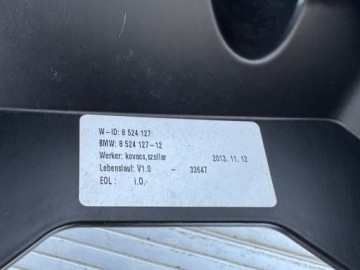 W-ID: 8 524 127
BMW: 8 524 127-12
Werker: kovacs,szollar 2013.11.12
Lebenslauf: V1.0 - 33547
EOL: i.O.